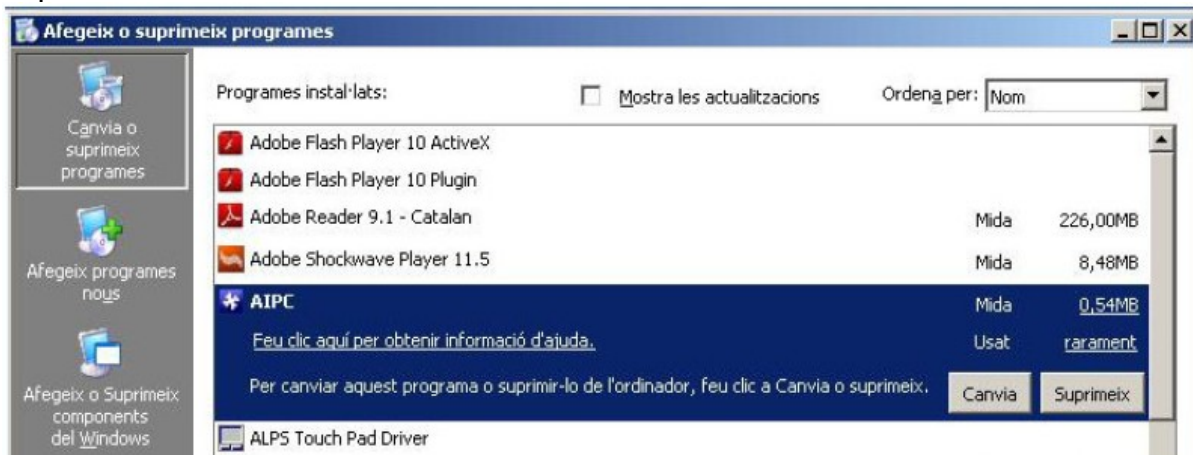 Afegeix o suprimeix programes
Canvia o
suprimeix
programes
Afegeix programes
nous
Afegeix o Suprimeix
components
del Windows
Programes instal·lats:
Mostra les actualitzacions
Ordena per: Nom
Adobe Flash Player 10 ActiveX
Adobe Flash Player 10 Plugin
Adobe Reader 9.1 - Catalan Mida 226,00MB
Adobe Shockwave Player 11.5 Mida 8,48MB
AIPC Mida 0,54MB
Feu clic aquí per obtenir informació d'ajuda. Usat rarament
Per canviar aquest programa o suprimir-lo de l'ordinador, feu clic a Canvia o suprimeix. Canvia Suprimeix
ALPS Touch Pad Driver